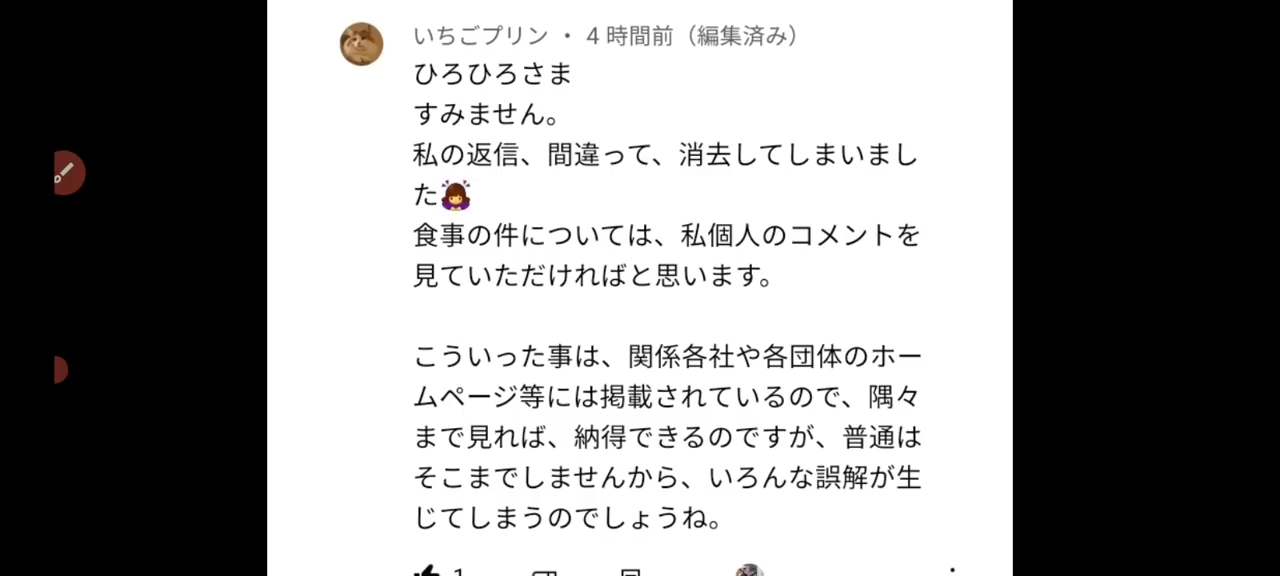 いちごプリン ・ 4 時間前（編集済み）
ひろひろさま
すみません。
私の返信、間違って、消去してしまいまし
た🙇‍♀️
食事の件については、私個人のコメントを
見ていただければと思います。
こういった事は、関係各社や各団体のホー
ムページ等には掲載されているので、隅々
まで見れば、納得できるのですが、普通は
そこまでしませんから、いろんな誤解が生
じてしまうのでしょうね。
1